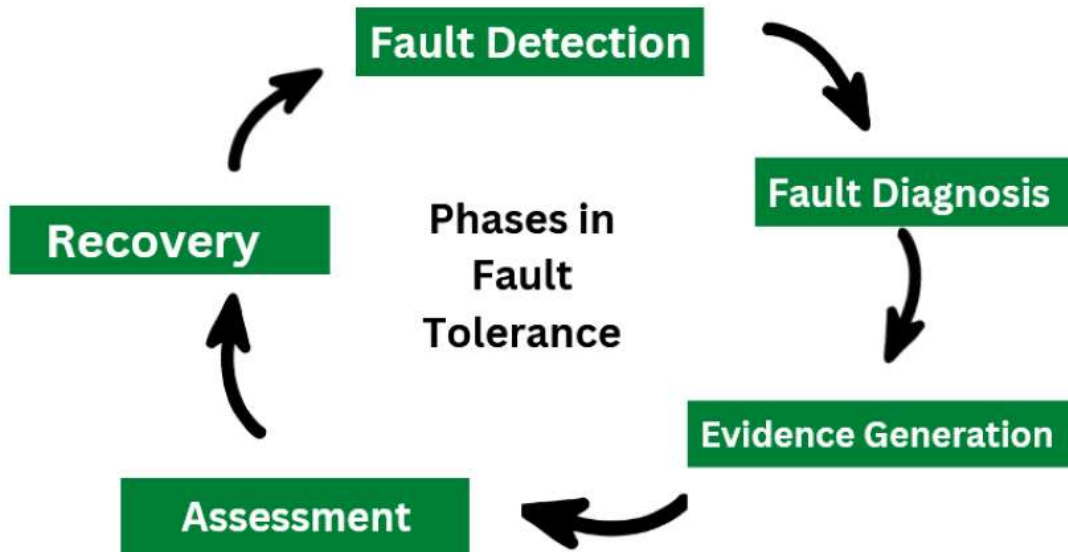 Fault Detection
Fault Diagnosis
Evidence Generation
Assessment
Recovery
Phases in
Fault
Tolerance